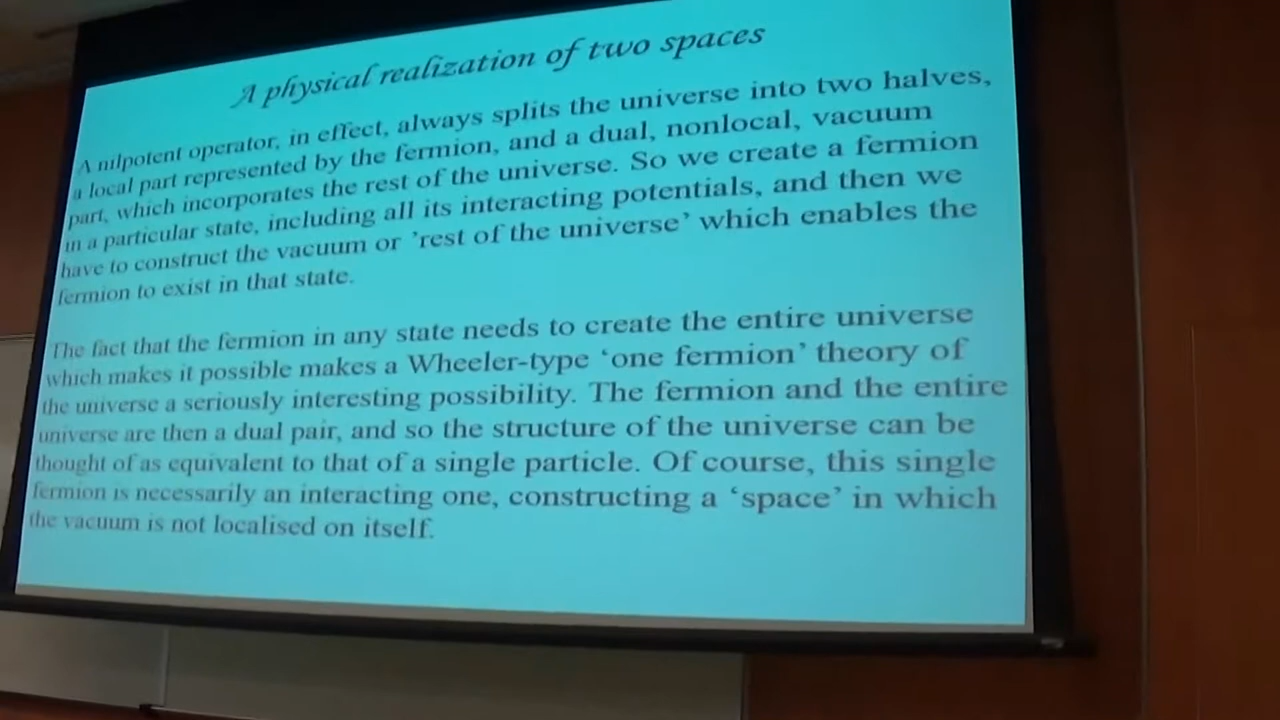 A physical realization of two spaces
A nilpotent operator, in effect, always splits the universe into two halves,
a local part represented by the fermion, and a dual, nonlocal, vacuum
part, which incorporates the rest of the universe. So we create a fermion
in a particular state, including all its interacting potentials, and then we
have to construct the vacuum or ’rest of the universe’ which enables the
fermion to exist in that state.
The fact that the fermion in any state needs to create the entire universe
which makes it possible makes a Wheeler-type ‘one fermion’ theory of
the universe a seriously interesting possibility. The fermion and the entire
universe are then a dual pair, and so the structure of the universe can be
thought of as equivalent to that of a single particle. Of course, this single
fermion is necessarily an interacting one, constructing a ‘space’ in which
the vacuum is not localised on itself.